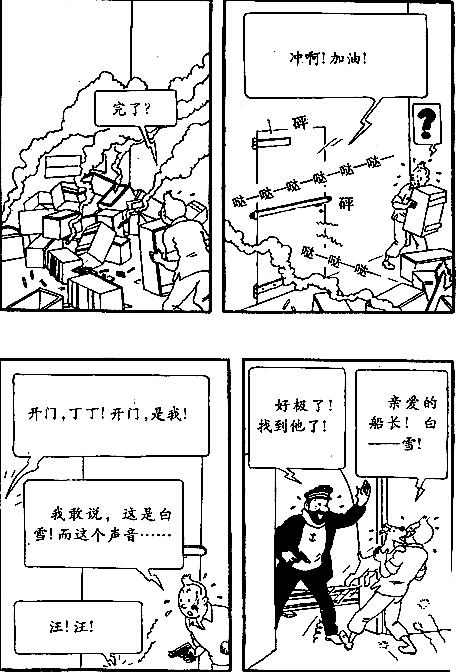 完了?
冲啊!加油!
?
砰
哒—哒—哒—哒—哒—哒
砰
哒—哒—哒
开门,丁丁!开门,是我!
我敢说,这是白
雪!而这个声音……
汪!汪!
好极了!
找到他了!
亲爱的
船长!白
——雪!